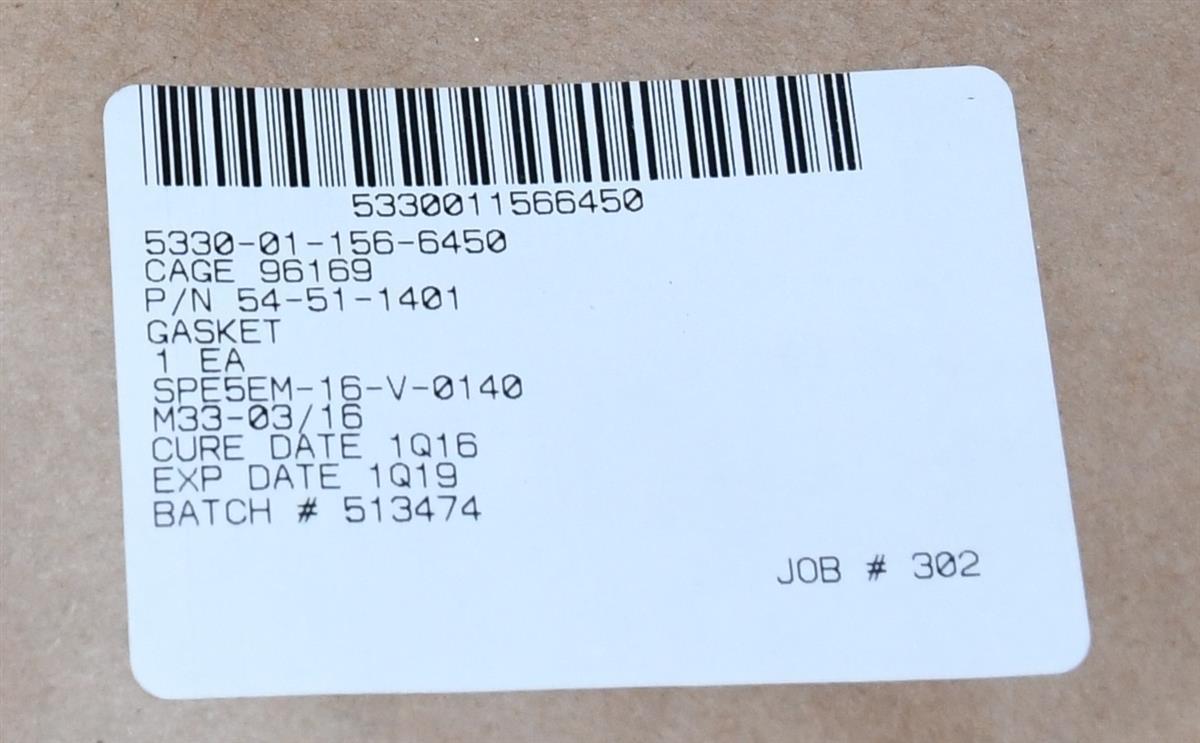 5330011566450
5330-01-156-6450
CAGE 96169
P/N 54-51-1401
GASKET
1 EA
SPE5EM-16-V-0140
M33-03/16
CURE DATE 1Q16
EXP DATE 1Q19
BATCH # 513474
JOB # 302